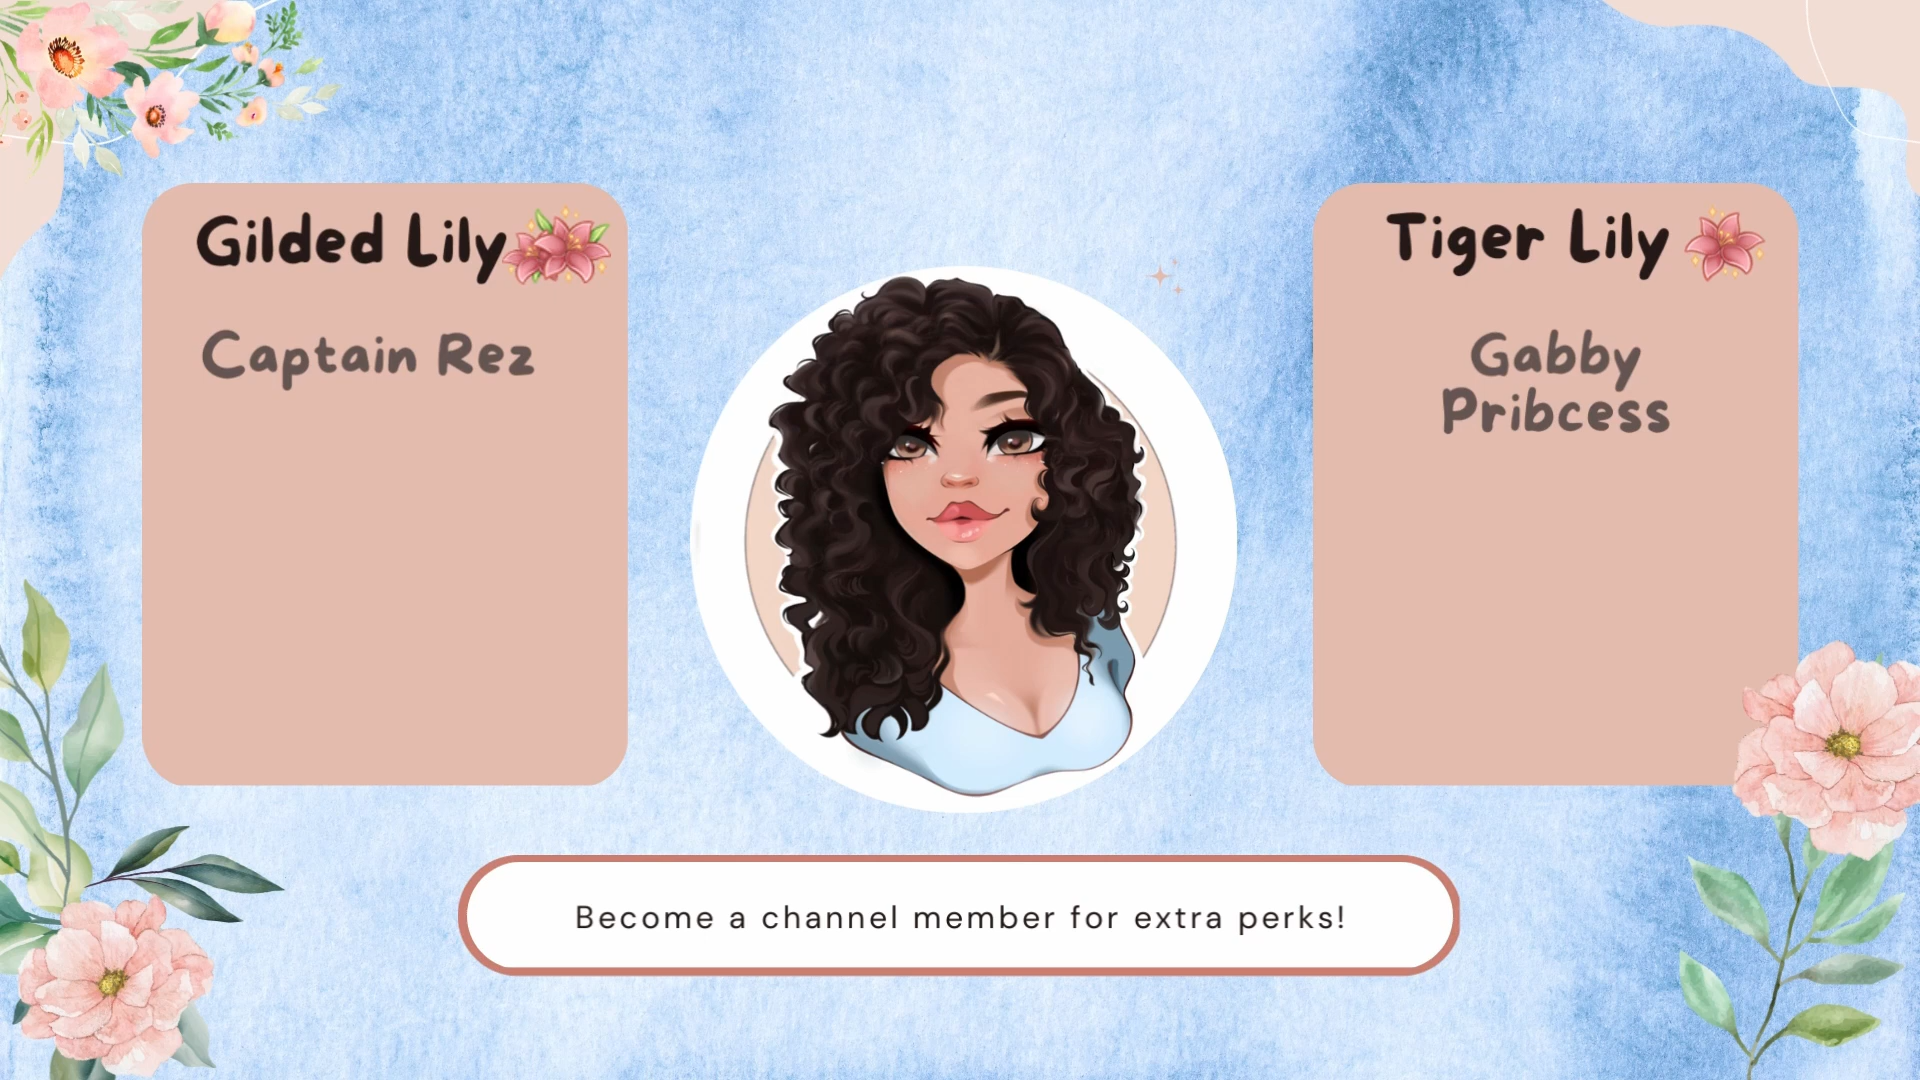 Gilded Lily
Captain Rez
Tiger Lily
Gabby
Pribcess
Become a channel member for extra perks!